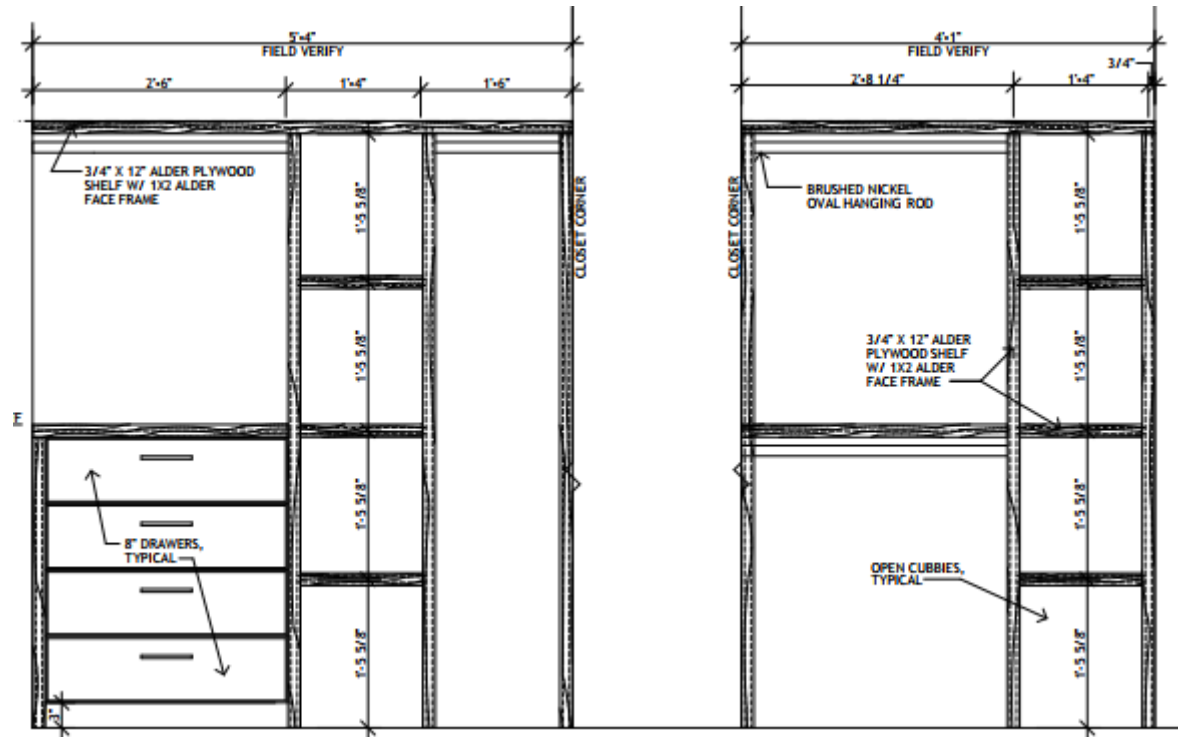 5'-4"
FIELD VERIFY
2'-6"
1'-4"
1'-6"
3/4" X 12" ALDER PLYWOOD
SHELF W/ 1X2 ALDER
FACE FRAME
1'-5 5/8"
1'-5 5/8"
1'-5 5/8"
1'-5 5/8"
CLOSET CORNER
8" DRAWERS,
TYPICAL
3"
4'-1"
FIELD VERIFY
3/4"
2'-8 1/4"
1'-4"
CLOSET CORNER
BRUSHED NICKEL
OVAL HANGING ROD
3/4" X 12" ALDER
PLYWOOD SHELF
W/ 1X2 ALDER
FACE FRAME
OPEN CUBBIES,
TYPICAL
1'-5 5/8"
1'-5 5/8"
1'-5 5/8"
1'-5 5/8"